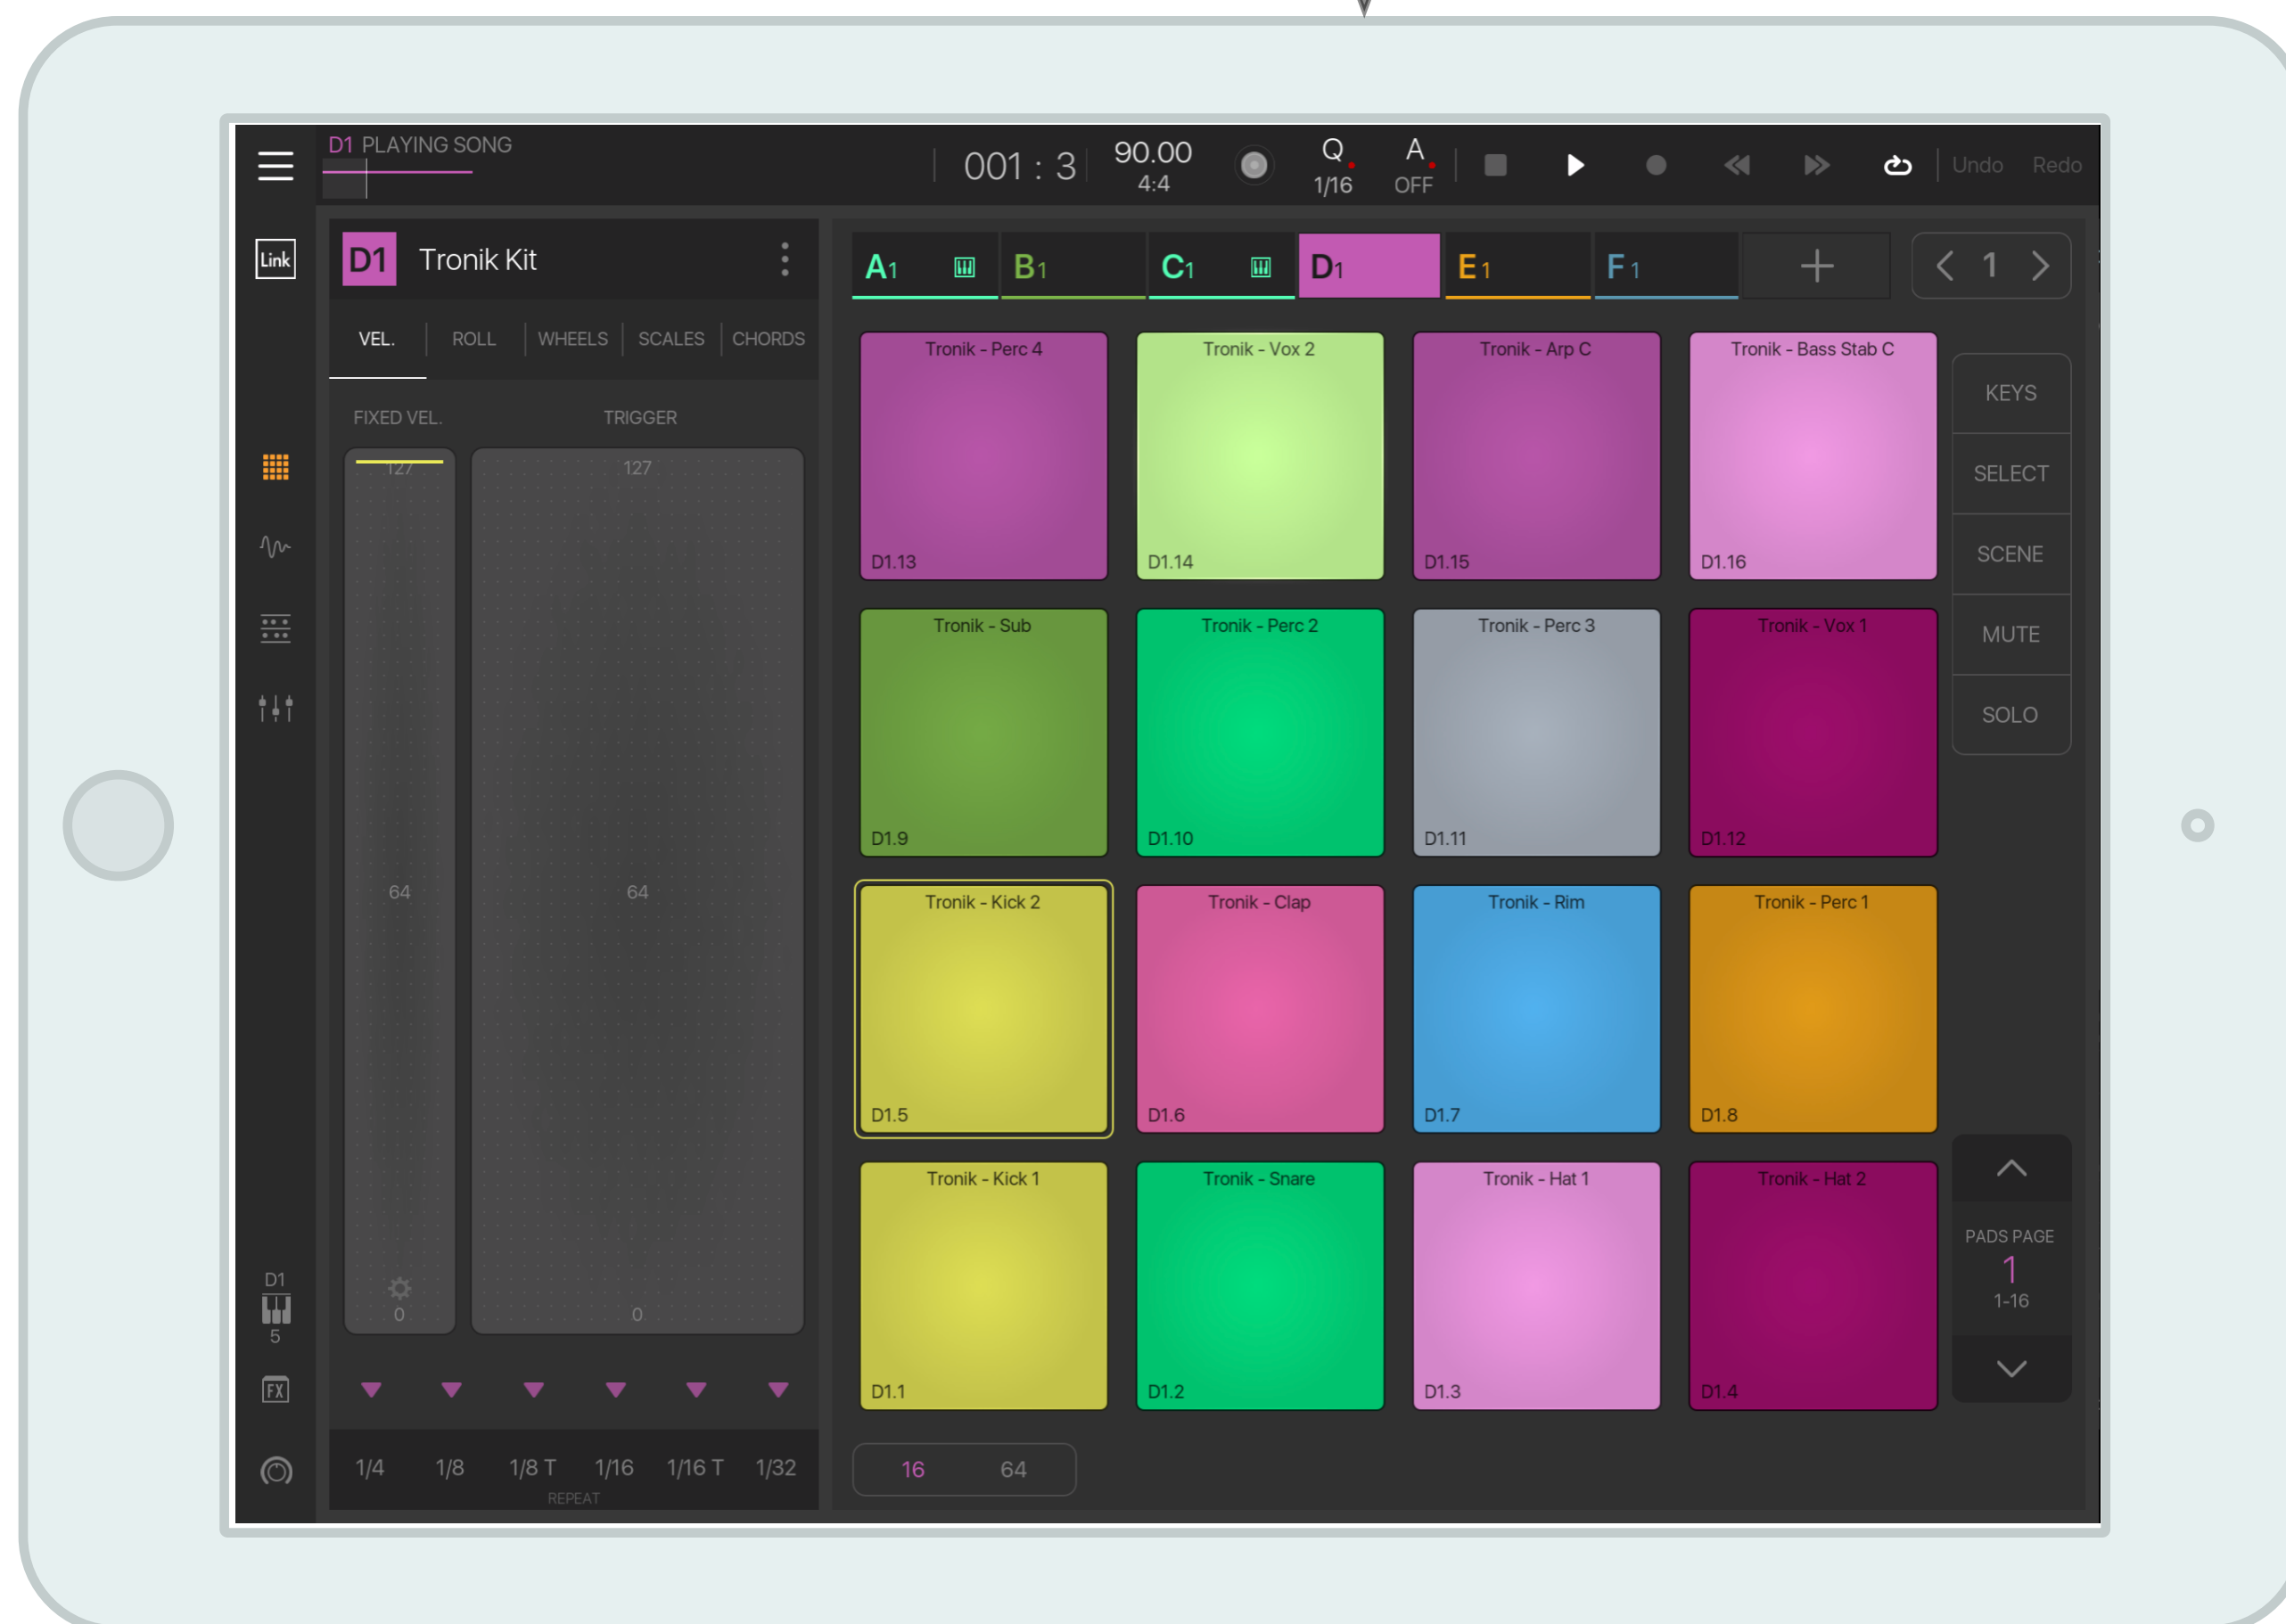 D1 PLAYING SONG
001 : 3
90.00
4:4
Q
1/16
A
OFF
Undo Redo
Link
D1 Tronik Kit
A1 B1 C1 D1 E1 F1 + 1
VEL. ROLL WHEELS SCALES CHORDS
FIXED VEL. TRIGGER
127 127
64 64
0 0
Tronik - Perc 4
D1.13
Tronik - Vox 2
D1.14
Tronik - Arp C
D1.15
Tronik - Bass Stab C
D1.16
Tronik - Sub
D1.9
Tronik - Perc 2
D1.10
Tronik - Perc 3
D1.11
Tronik - Vox 1
D1.12
Tronik - Kick 2
D1.5
Tronik - Clap
D1.6
Tronik - Rim
D1.7
Tronik - Perc 1
D1.8
Tronik - Kick 1
D1.1
Tronik - Snare
D1.2
Tronik - Hat 1
D1.3
Tronik - Hat 2
D1.4
KEYS
SELECT
SCENE
MUTE
SOLO
PADS PAGE
1
1-16
D1
5
FX
1/4 1/8 1/8 T 1/16 1/16 T 1/32
REPEAT
16 64